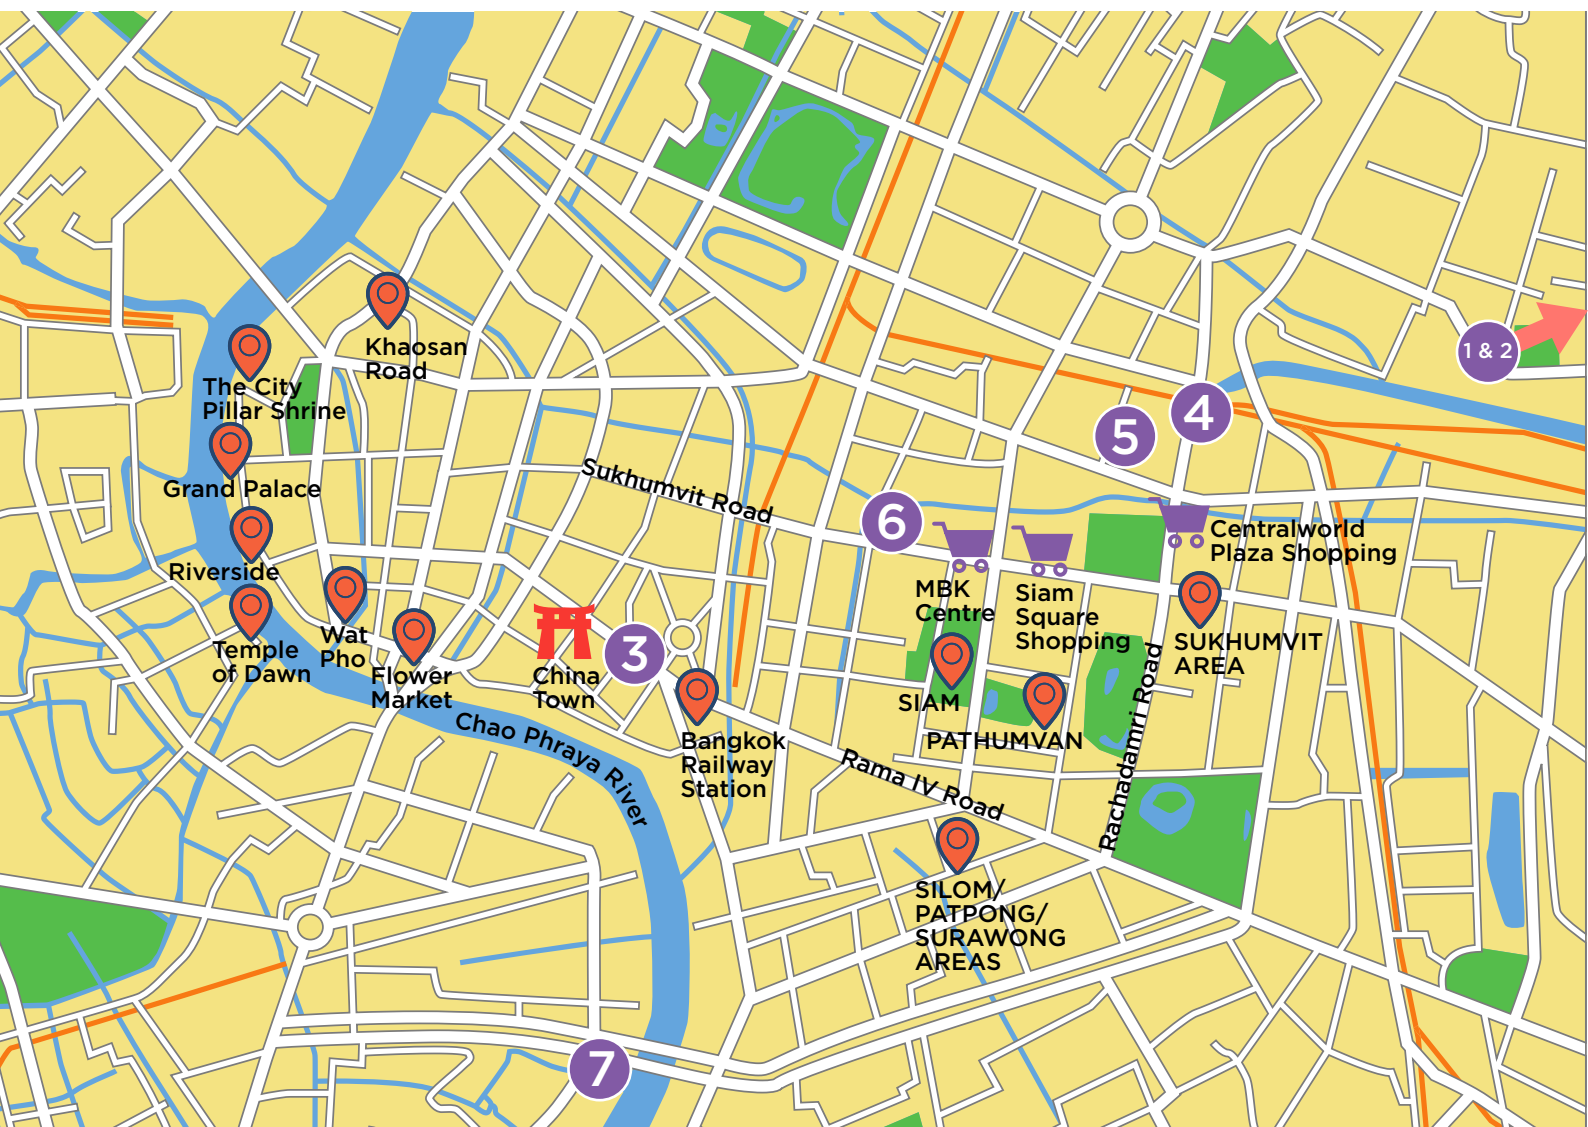 Khaosan
Road
The City
Pillar Shrine
1 & 2
4
5
Grand Palace
Sukhumvit Road
6
Centralworld
Plaza Shopping
Riverside
MBK
Centre
Siam
Square
Shopping
Temple
of Dawn
Wat
Pho
Flower
Market
China
Town
3
SUKHUMVIT
AREA
SIAM
PATHUMVAN
Rachadamri Road
Chao Phraya River
Bangkok
Railway
Station
Rama IV Road
SILOM/
PATPONG/
SURAWONG
AREAS
7